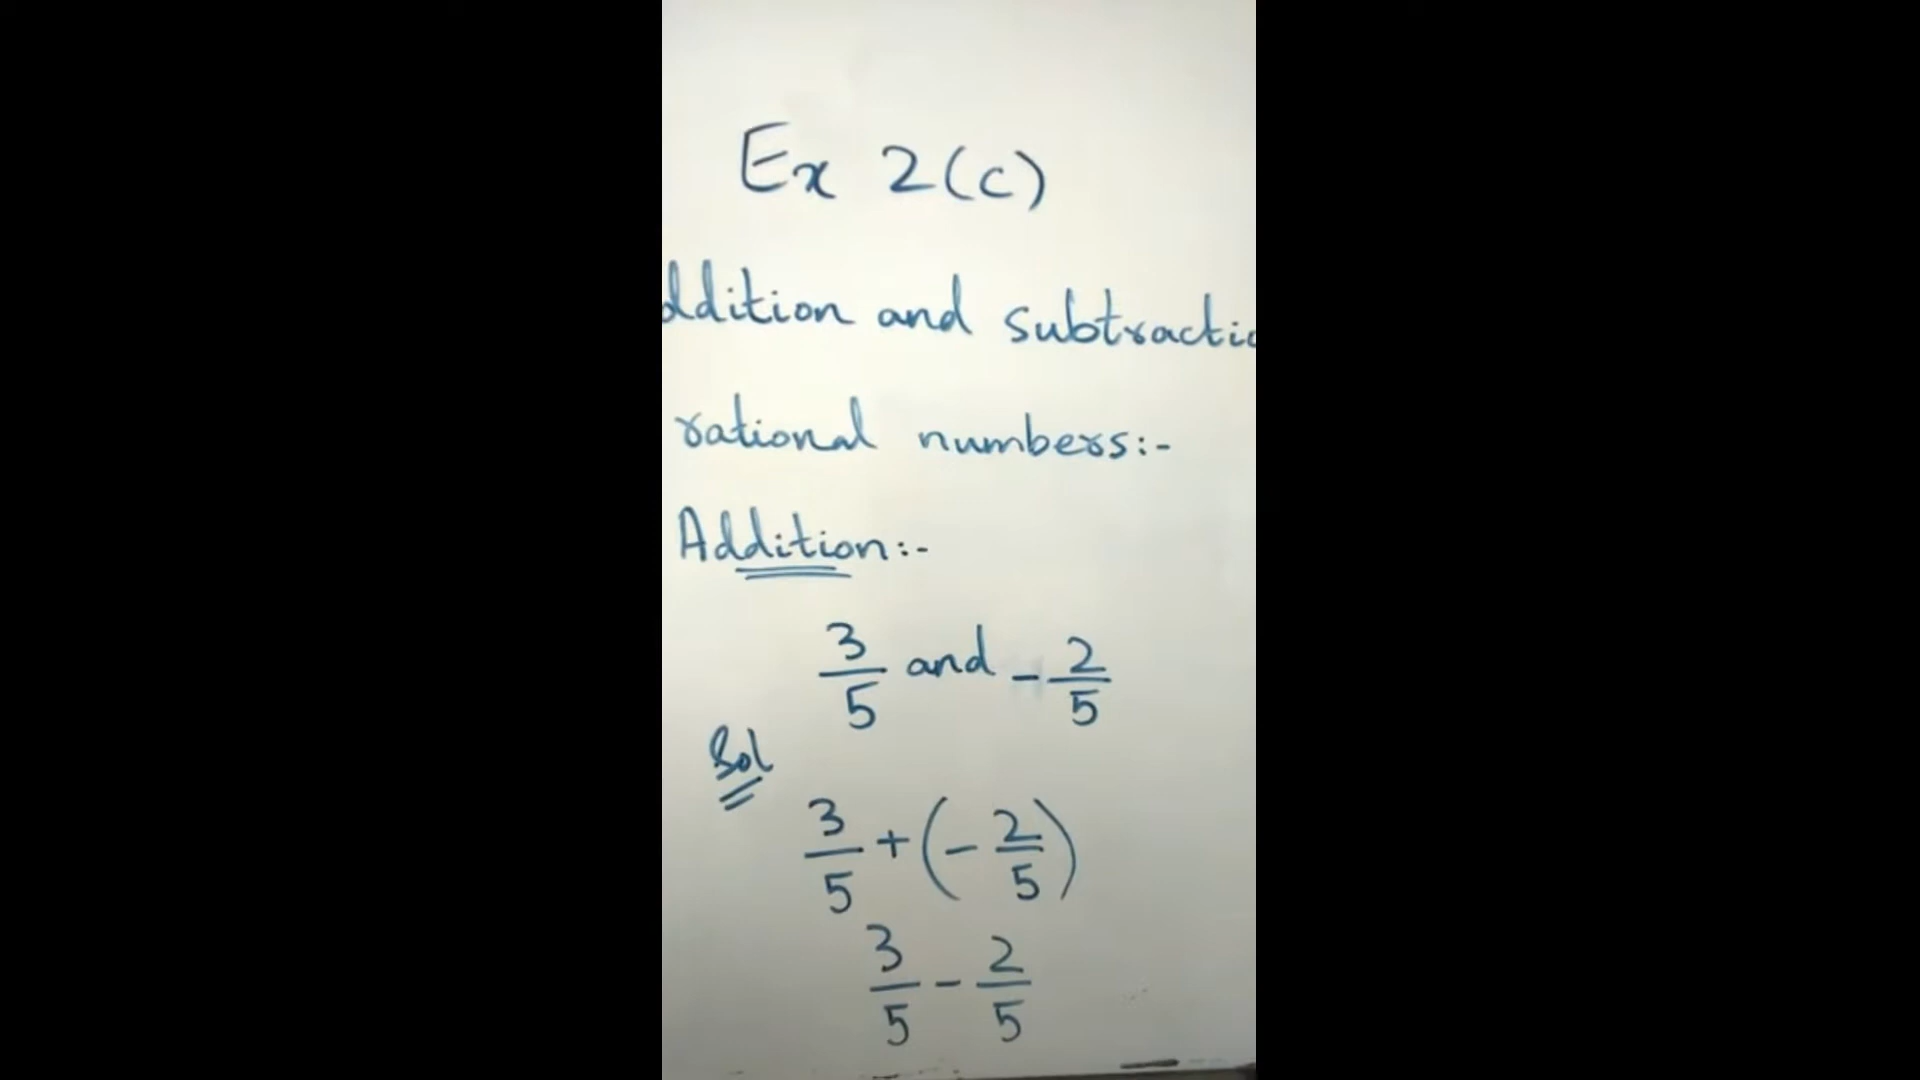 Ex 2(c)
ddition and subtractio
rational numbers:-
Addition:-
3/5 and - 2/5
Sol
3/5 + (- 2/5)
3/5 - 2/5